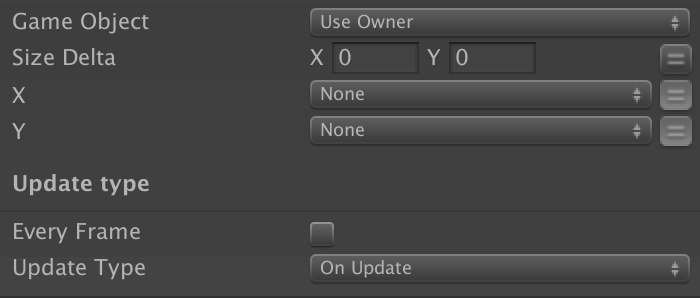 Game Object Use Owner
Size Delta X 0 Y 0
X None
Y None
Update type
Every Frame
Update Type On Update